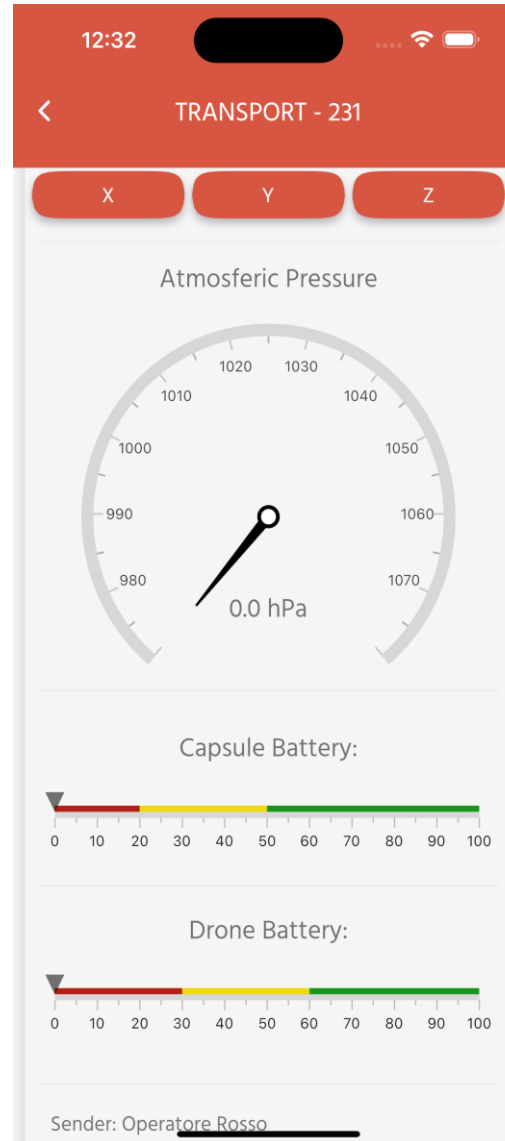 12:32
TRANSPORT - 231
X Y Z
Atmosferic Pressure
1020 1030
1010 1040
1000 1050
990 1060
980 1070
0.0 hPa
Capsule Battery:
0 10 20 30 40 50 60 70 80 90 100
Drone Battery:
0 10 20 30 40 50 60 70 80 90 100
Sender: Operatore Rosso